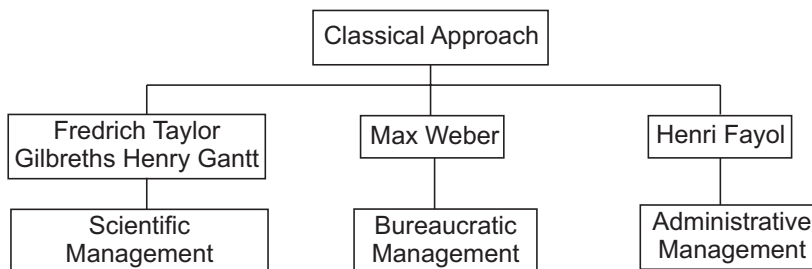 Classical Approach
Fredrich Taylor
Gilbreths Henry Gantt
Max Weber
Henri Fayol
Scientific
Management
Bureaucratic
Management
Administrative
Management